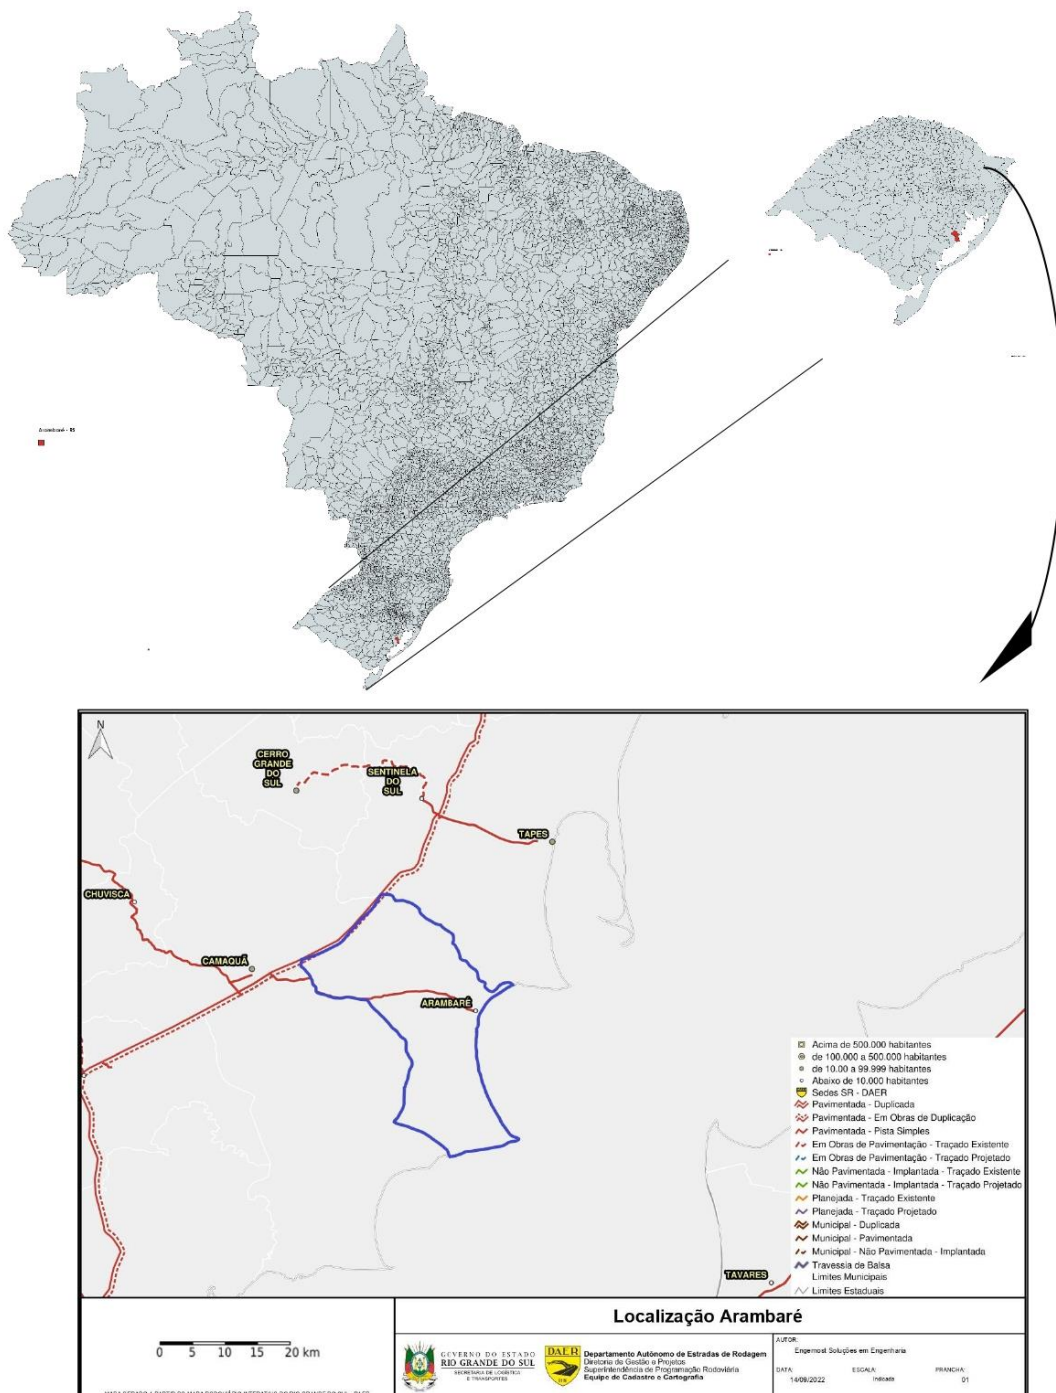 Arambaré - RS
N
CERRO
GRANDE
DO
SUL
SENTINELA
DO
SUL
TAPES
CHUVISCA
CAMAQUÃ
ARAMBARÉ
TAVARES
Acima de 500.000 habitantes
de 100.000 a 500.000 habitantes
de 10.00 a 99.999 habitantes
Abaixo de 10.000 habitantes
Sedes SR - DAER
Pavimentada - Duplicada
Pavimentada - Em Obras de Duplicação
Pavimentada - Pista Simples
Em Obras de Pavimentação - Traçado Existente
Em Obras de Pavimentação - Traçado Projetado
Não Pavimentada - Implantada - Traçado Existente
Não Pavimentada - Implantada - Traçado Projetado
Planejada - Traçado Existente
Planejada - Traçado Projetado
Municipal - Duplicada
Municipal - Pavimentada
Municipal - Não Pavimentada - Implantada
Travessia de Balsa
Limites Municipais
Limites Estaduais
Localização Arambaré
0 5 10 15 20 km
GOVERNO DO ESTADO
RIO GRANDE DO SUL
SECRETARIA DE LOGÍSTICA
E TRANSPORTES
DAER
Departamento Autônomo de Estradas de Rodagem
Diretoria de Gestão e Projetos
Superintendência de Programação Rodoviária
Equipe de Cadastro e Cartografia
AUTOR:
Engemost Soluções em Engenharia
DATA: ESCALA: PRANCHA:
14/09/2022 Indicada 01